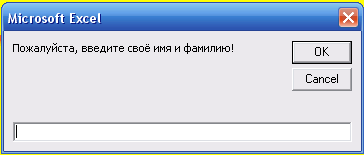 Microsoft Excel
Пожалуйста, введите своё имя и фамилию!
OK
Cancel